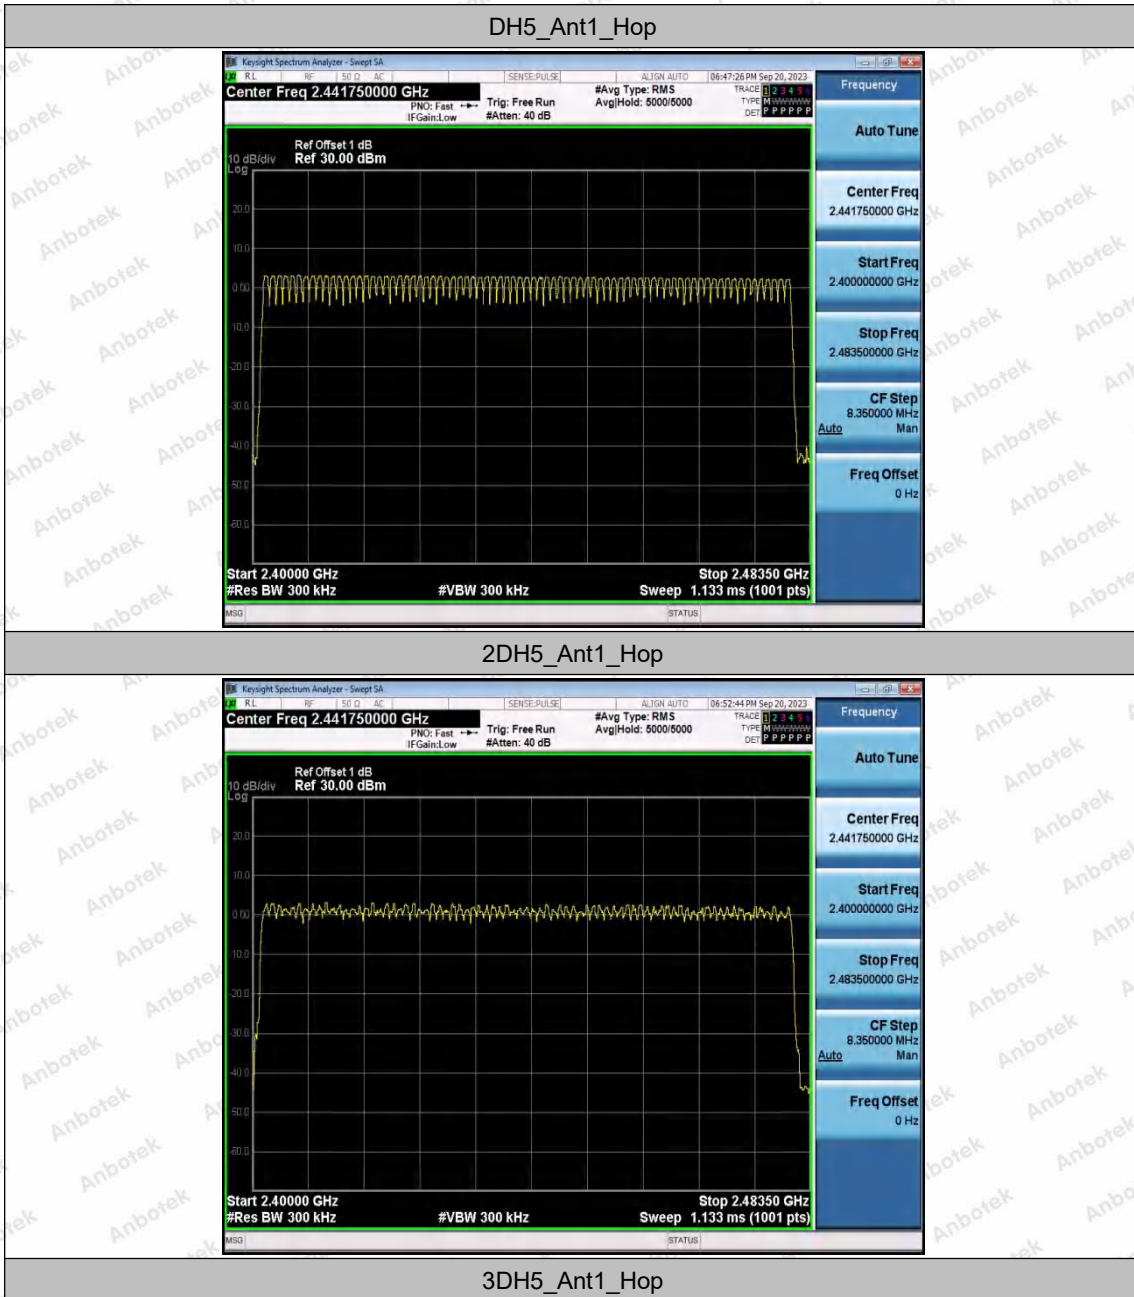 DH5_Ant1_Hop
Keysight Spectrum Analyzer - Swept SA
RL RF 50 Ω AC SENSE:PULSE ALIGN AUTO 06:47:26 PM Sep 20, 2023
Center Freq 2.441750000 GHz
PNO: Fast
IFGain:Low
Trig: Free Run
#Atten: 40 dB
#Avg Type: RMS
Avg|Hold: 5000/5000
TRACE 1 2 3 4 5 6
TYPE M W W W W W
DET P P P P P P
Ref Offset 1 dB
10 dB/div Ref 30.00 dBm
Log
20.0
10.0
0.00
-10.0
-20.0
-30.0
-40.0
-50.0
-60.0
Start 2.40000 GHz Stop 2.48350 GHz
#Res BW 300 kHz #VBW 300 kHz Sweep 1.133 ms (1001 pts)
MSG STATUS
Frequency
Auto Tune
Center Freq
2.441750000 GHz
Start Freq
2.400000000 GHz
Stop Freq
2.483500000 GHz
CF Step
8.350000 MHz
Auto Man
Freq Offset
0 Hz
2DH5_Ant1_Hop
Keysight Spectrum Analyzer - Swept SA
RL RF 50 Ω AC SENSE:PULSE ALIGN AUTO 06:52:44 PM Sep 20, 2023
Center Freq 2.441750000 GHz
PNO: Fast
IFGain:Low
Trig: Free Run
#Atten: 40 dB
#Avg Type: RMS
Avg|Hold: 5000/5000
TRACE 1 2 3 4 5 6
TYPE M W W W W W
DET P P P P P P
Ref Offset 1 dB
10 dB/div Ref 30.00 dBm
Log
20.0
10.0
0.00
-10.0
-20.0
-30.0
-40.0
-50.0
-60.0
Start 2.40000 GHz Stop 2.48350 GHz
#Res BW 300 kHz #VBW 300 kHz Sweep 1.133 ms (1001 pts)
MSG STATUS
Frequency
Auto Tune
Center Freq
2.441750000 GHz
Start Freq
2.400000000 GHz
Stop Freq
2.483500000 GHz
CF Step
8.350000 MHz
Auto Man
Freq Offset
0 Hz
3DH5_Ant1_Hop
Anbotek